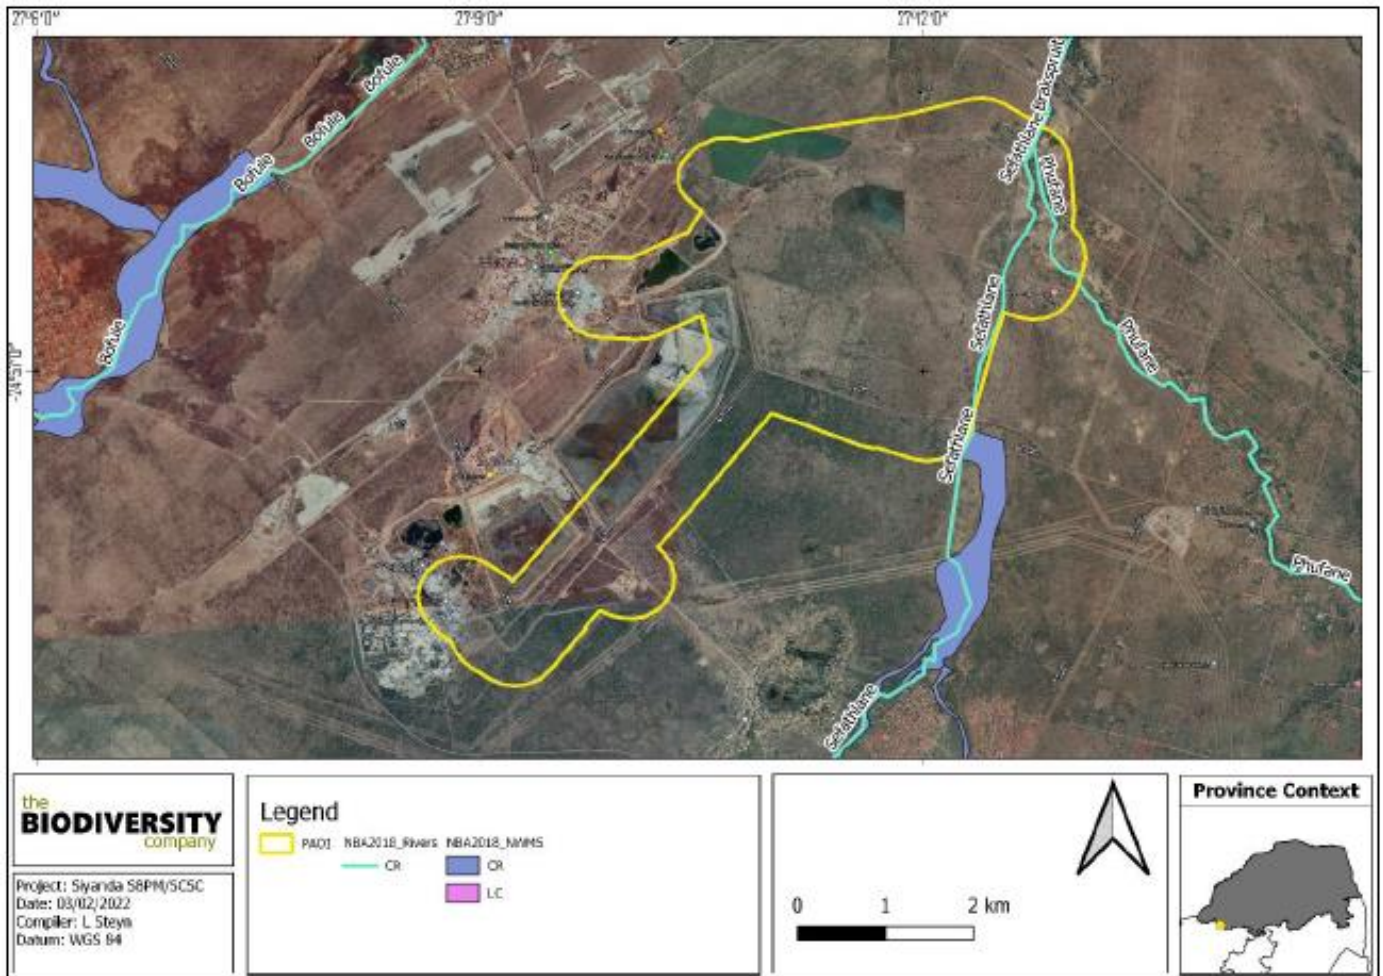 27°6'0"
27°9'0"
27°12'0"
Bofule
Bofule
Bofule
Bofule
Sefathlane Brakspruit
Phufane
Sefathlane
Phufane
Sefathlane
Phufane
Sefathlane
the
BIODIVERSITY
company
Project: Siyanda SBPM/SCSC
Date: 03/02/2022
Compiler: L Steyn
Datum: WGS 84
Legend
PAOI NBA2018_Rivers NBA2018_NWM5
CR CR
LC
0 1 2 km
Province Context